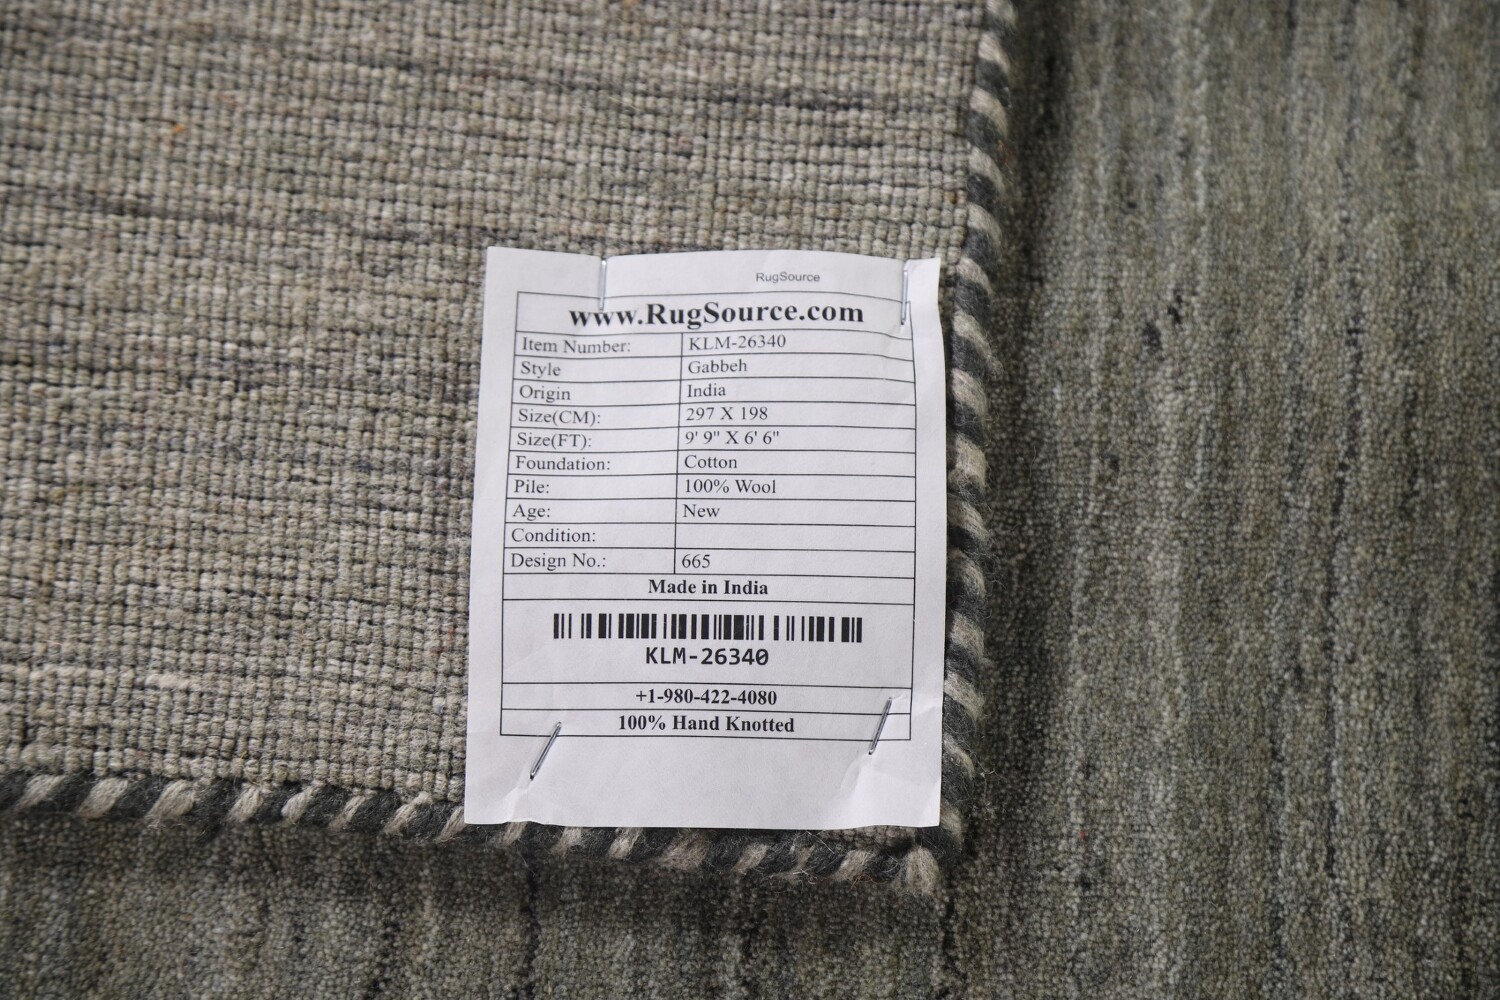 RugSource
www.RugSource.com
Item Number: KLM-26340
Style Gabbeh
Origin India
Size(CM): 297 X 198
Size(FT): 9' 9" X 6' 6"
Foundation: Cotton
Pile: 100% Wool
Age: New
Condition:
Design No.: 665
Made in India
KLM-26340
+1-980-422-4080
100% Hand Knotted